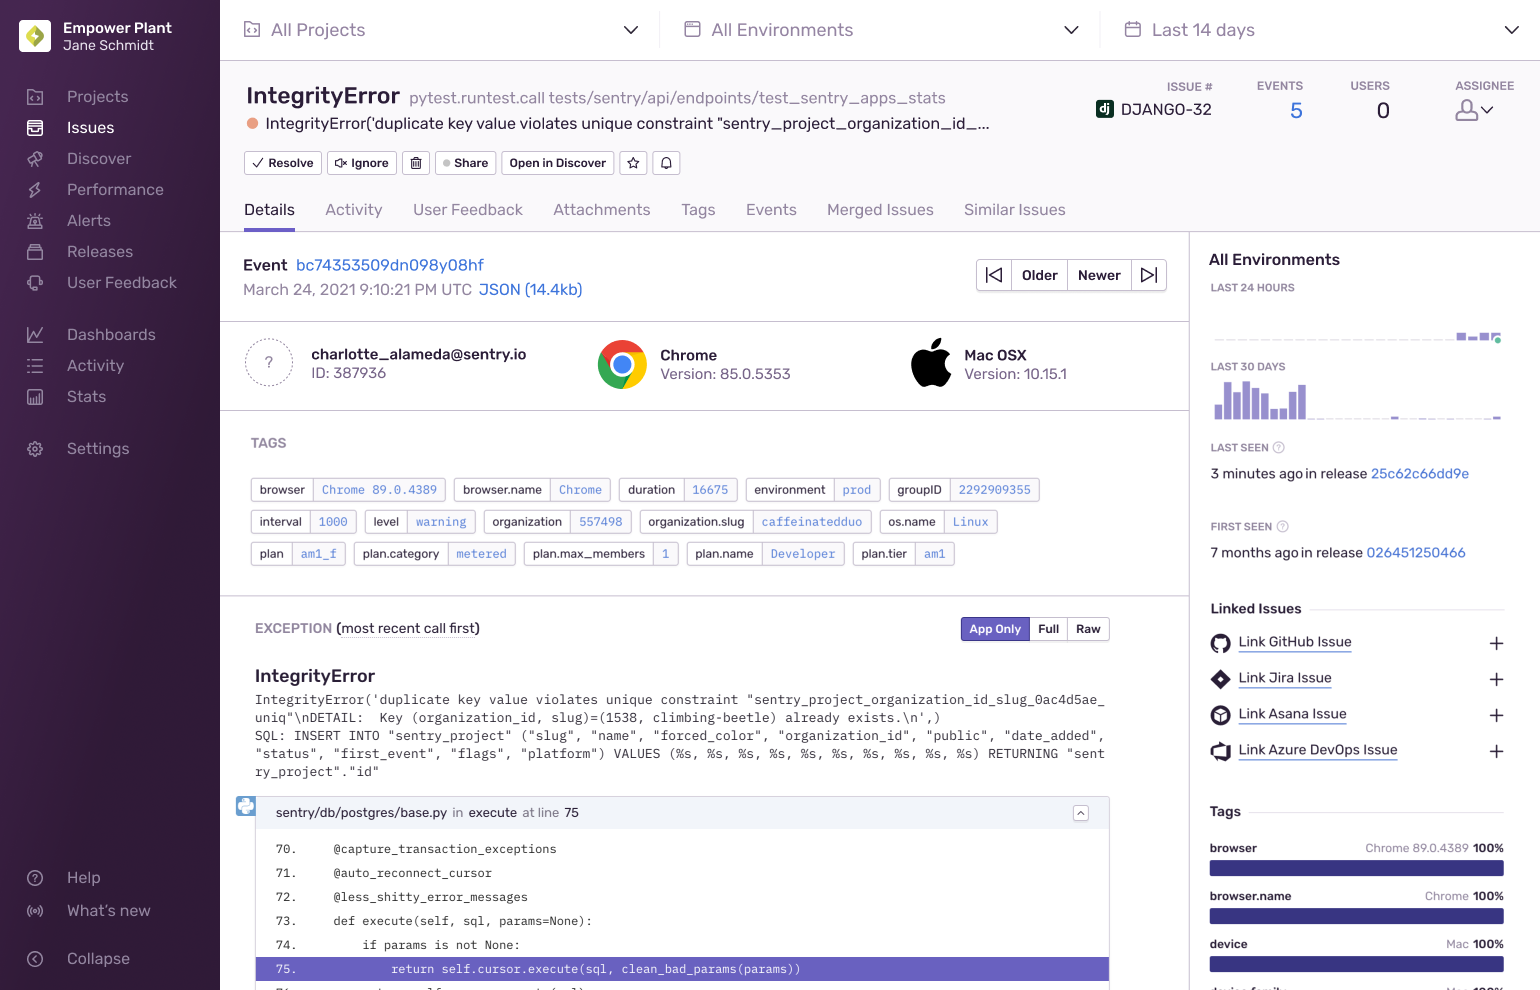 Empower Plant
Jane Schmidt
Projects
Issues
Discover
Performance
Alerts
Releases
User Feedback
Dashboards
Activity
Stats
Settings
Help
What's new
Collapse
All Projects
All Environments
Last 14 days
IntegrityError pytest.runtest.call tests/sentry/api/endpoints/test_sentry_apps_stats
IntegrityError('duplicate key value violates unique constraint "sentry_project_organization_id_...
ISSUE # EVENTS USERS ASSIGNEE
dj DJANGO-32 5 0
Resolve Ignore Share Open in Discover
Details Activity User Feedback Attachments Tags Events Merged Issues Similar Issues
Event bc74353509dn098y08hf
March 24, 2021 9:10:21 PM UTC JSON (14.4kb)
Older Newer
?
charlotte_alameda@sentry.io
ID: 387936
Chrome
Version: 85.0.5353
Mac OSX
Version: 10.15.1
TAGS
browser Chrome 89.0.4389 browser.name Chrome duration 16675 environment prod groupID 2292909355
interval 1000 level warning organization 557498 organization.slug caffeinatedduo os.name Linux
plan am1_f plan.category metered plan.max_members 1 plan.name Developer plan.tier am1
EXCEPTION (most recent call first)
App Only Full Raw
IntegrityError
IntegrityError('duplicate key value violates unique constraint "sentry_project_organization_id_slug_0ac4d5ae_
uniq"\nDETAIL:  Key (organization_id, slug)=(1538, climbing-beetle) already exists.\n',)
SQL: INSERT INTO "sentry_project" ("slug", "name", "forced_color", "organization_id", "public", "date_added",
"status", "first_event", "flags", "platform") VALUES (%s, %s, %s, %s, %s, %s, %s, %s, %s, %s) RETURNING "sent
ry_project"."id"
sentry/db/postgres/base.py in execute at line 75
70. @capture_transaction_exceptions
71. @auto_reconnect_cursor
72. @less_shitty_error_messages
73. def execute(self, sql, params=None):
74. if params is not None:
75. return self.cursor.execute(sql, clean_bad_params(params))
All Environments
LAST 24 HOURS
LAST 30 DAYS
LAST SEEN ?
3 minutes ago in release 25c62c66dd9e
FIRST SEEN ?
7 months ago in release 026451250466
Linked Issues
Link GitHub Issue
Link Jira Issue
Link Asana Issue
Link Azure DevOps Issue
Tags
browser Chrome 89.0.4389 100%
browser.name Chrome 100%
device Mac 100%